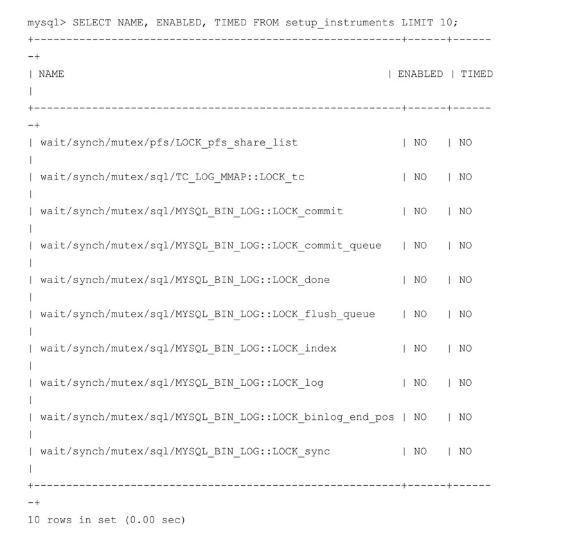 mysql> SELECT NAME, ENABLED, TIMED FROM setup_instruments LIMIT 10;
+---------------------------------------------------------+------+------
-+
| NAME                                                  | ENABLED | TIMED
|
+---------------------------------------------------------+------+------
-+
| wait/synch/mutex/pfs/LOCK_pfs_share_list                | NO   | NO
|
| wait/synch/mutex/sql/TC_LOG_MMAP::LOCK_tc               | NO   | NO
|
| wait/synch/mutex/sql/MYSQL_BIN_LOG::LOCK_commit         | NO   | NO
|
| wait/synch/mutex/sql/MYSQL_BIN_LOG::LOCK_commit_queue   | NO   | NO
|
| wait/synch/mutex/sql/MYSQL_BIN_LOG::LOCK_done           | NO   | NO
|
| wait/synch/mutex/sql/MYSQL_BIN_LOG::LOCK_flush_queue    | NO   | NO
|
| wait/synch/mutex/sql/MYSQL_BIN_LOG::LOCK_index          | NO   | NO
|
| wait/synch/mutex/sql/MYSQL_BIN_LOG::LOCK_log            | NO   | NO
|
| wait/synch/mutex/sql/MYSQL_BIN_LOG::LOCK_binlog_end_pos | NO   | NO
|
| wait/synch/mutex/sql/MYSQL_BIN_LOG::LOCK_sync           | NO   | NO
|
+---------------------------------------------------------+------+------
-+
10 rows in set (0.00 sec)